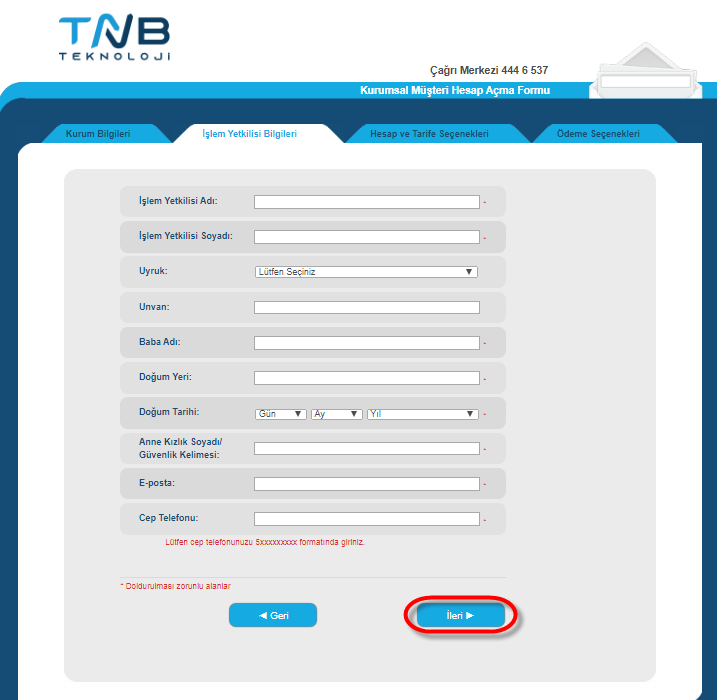 TNB
TEKNOLOJI
Çağrı Merkezi 444 6 537
Kurumsal Müşteri Hesap Açma Formu
Kurum Bilgileri
İşlem Yetkilisi Bilgileri
Hesap ve Tarife Seçenekleri
Ödeme Seçenekleri
İşlem Yetkilisi Adı:
İşlem Yetkilisi Soyadı:
Uyruk: Lütfen Seçiniz
Unvan:
Baba Adı:
Doğum Yeri:
Doğum Tarihi: Gün Ay Yıl
Anne Kızlık Soyadı/
Güvenlik Kelimesi:
E-posta:
Cep Telefonu:
Lütfen cep telefonunuzu 5xxxxxxxxx formatında giriniz.
* Doldurulması zorunlu alanlar
◄ Geri
İleri ►